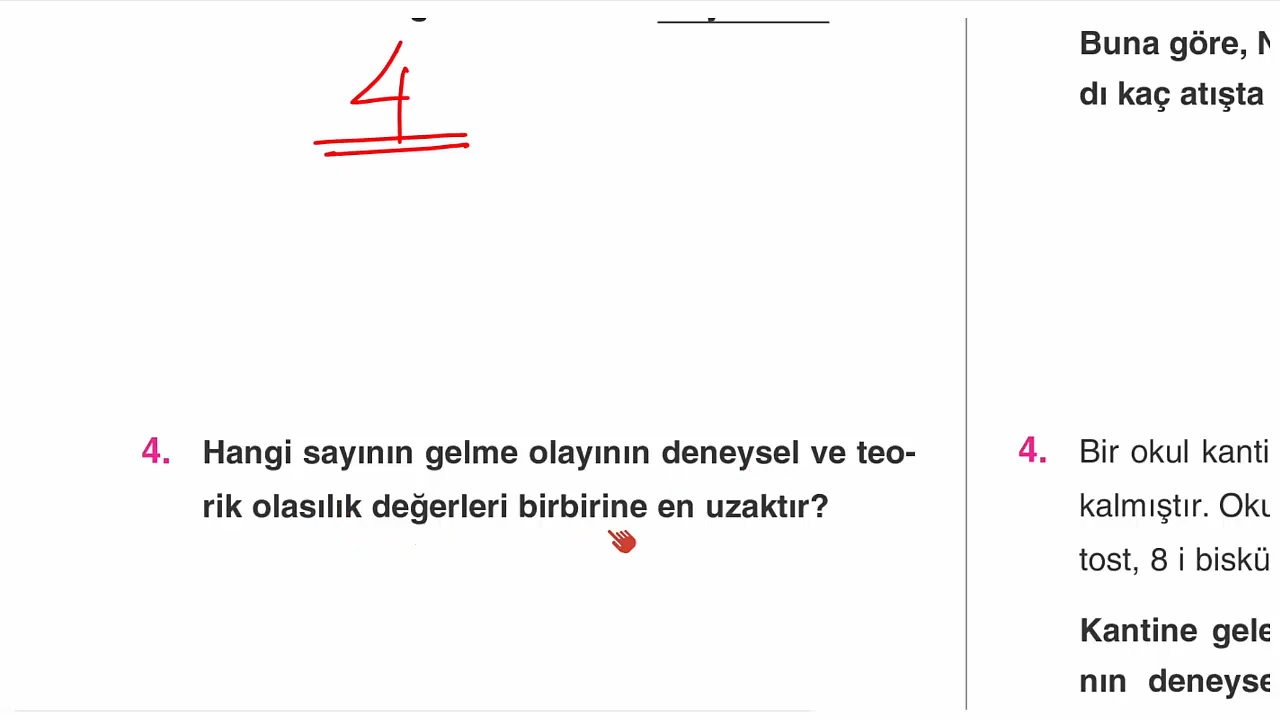 4
4. Hangi sayının gelme olayının deneysel ve teo-
rik olasılık değerleri birbirine en uzaktır?
Buna göre,
dı kaç atışta
4. Bir okul kanti
kalmıştır. Oku
tost, 8 i biskü
Kantine gele
nın deneyse